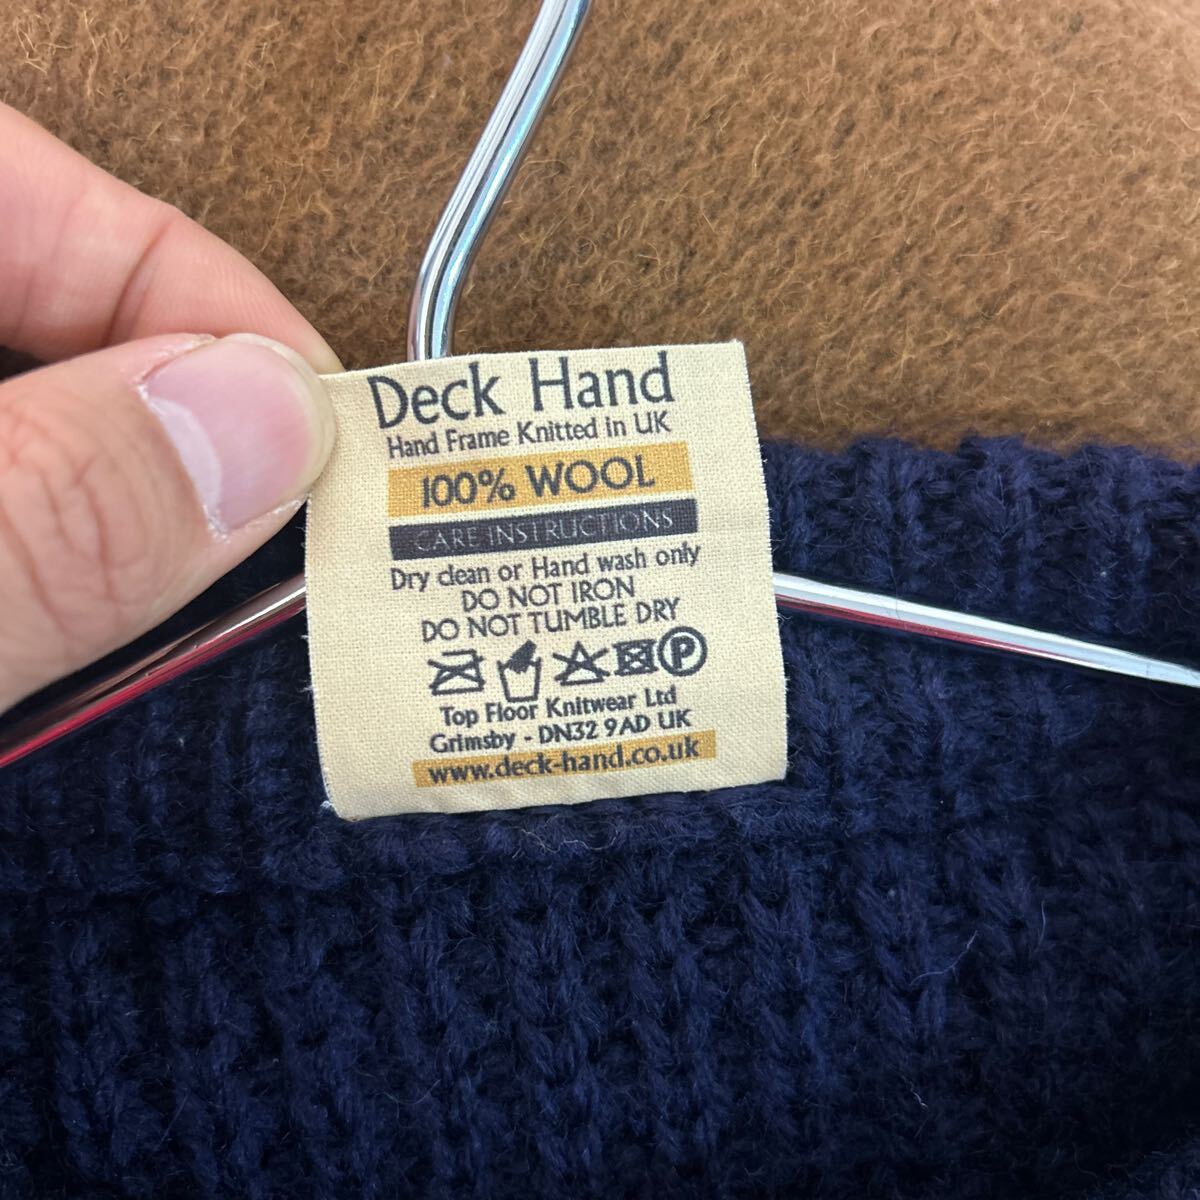 Deck Hand
Hand Frame Knitted in UK
100% WOOL
CARE INSTRUCTIONS
Dry clean or Hand wash only
DO NOT IRON
DO NOT TUMBLE DRY
P
Top Floor Knitwear Ltd
Grimsby - DN32 9AD UK
www.deck-hand.co.uk